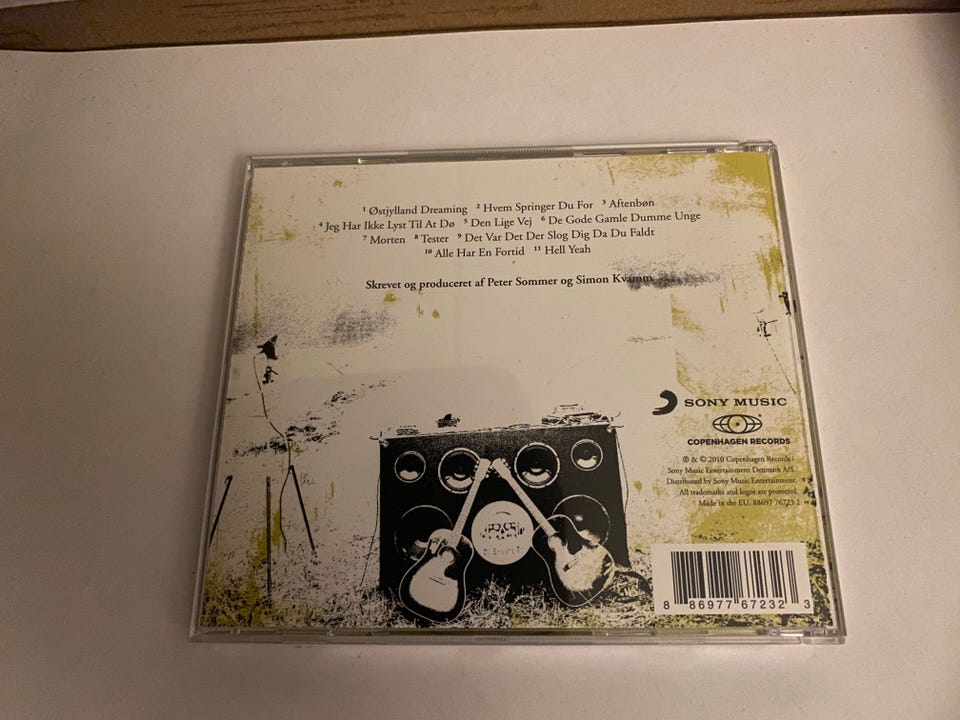 1 Østjylland Dreaming 2 Hvem Springer Du For 3 Aftenbøn
4 Jeg Har Ikke Lyst Til At Dø 5 Den Lige Vej 6 De Gode Gamle Dumme Unge
7 Morten 8 Tester 9 Det Var Det Der Slog Dig Da Du Faldt
10 Alle Har En Fortid 11 Hell Yeah
Skrevet og produceret af Peter Sommer og Simon Kvamm
SONY MUSIC
COPENHAGEN RECORDS
℗ & © 2010 Copenhagen Records /
Sony Music Entertainment Denmark A/S.
Distributed by Sony Music Entertainment.
All trademarks and logos are protected.
Made in the EU. 88697 76723 2
8 86977 67232 3